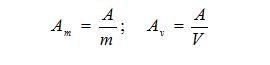 A_m = A/m ; A_v = A/V